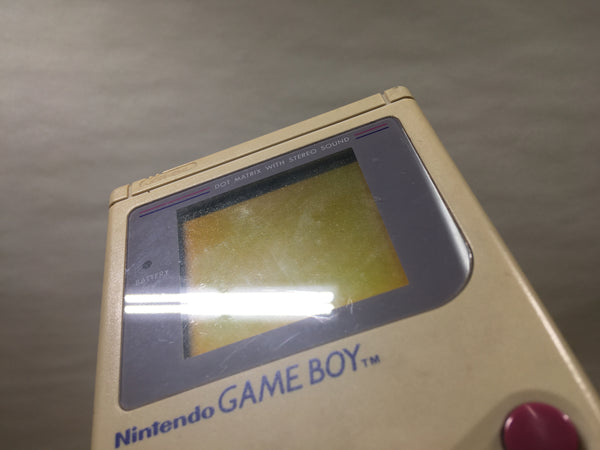 DOT MATRIX WITH STEREO SOUND
BATTERY
Nintendo GAME BOY™